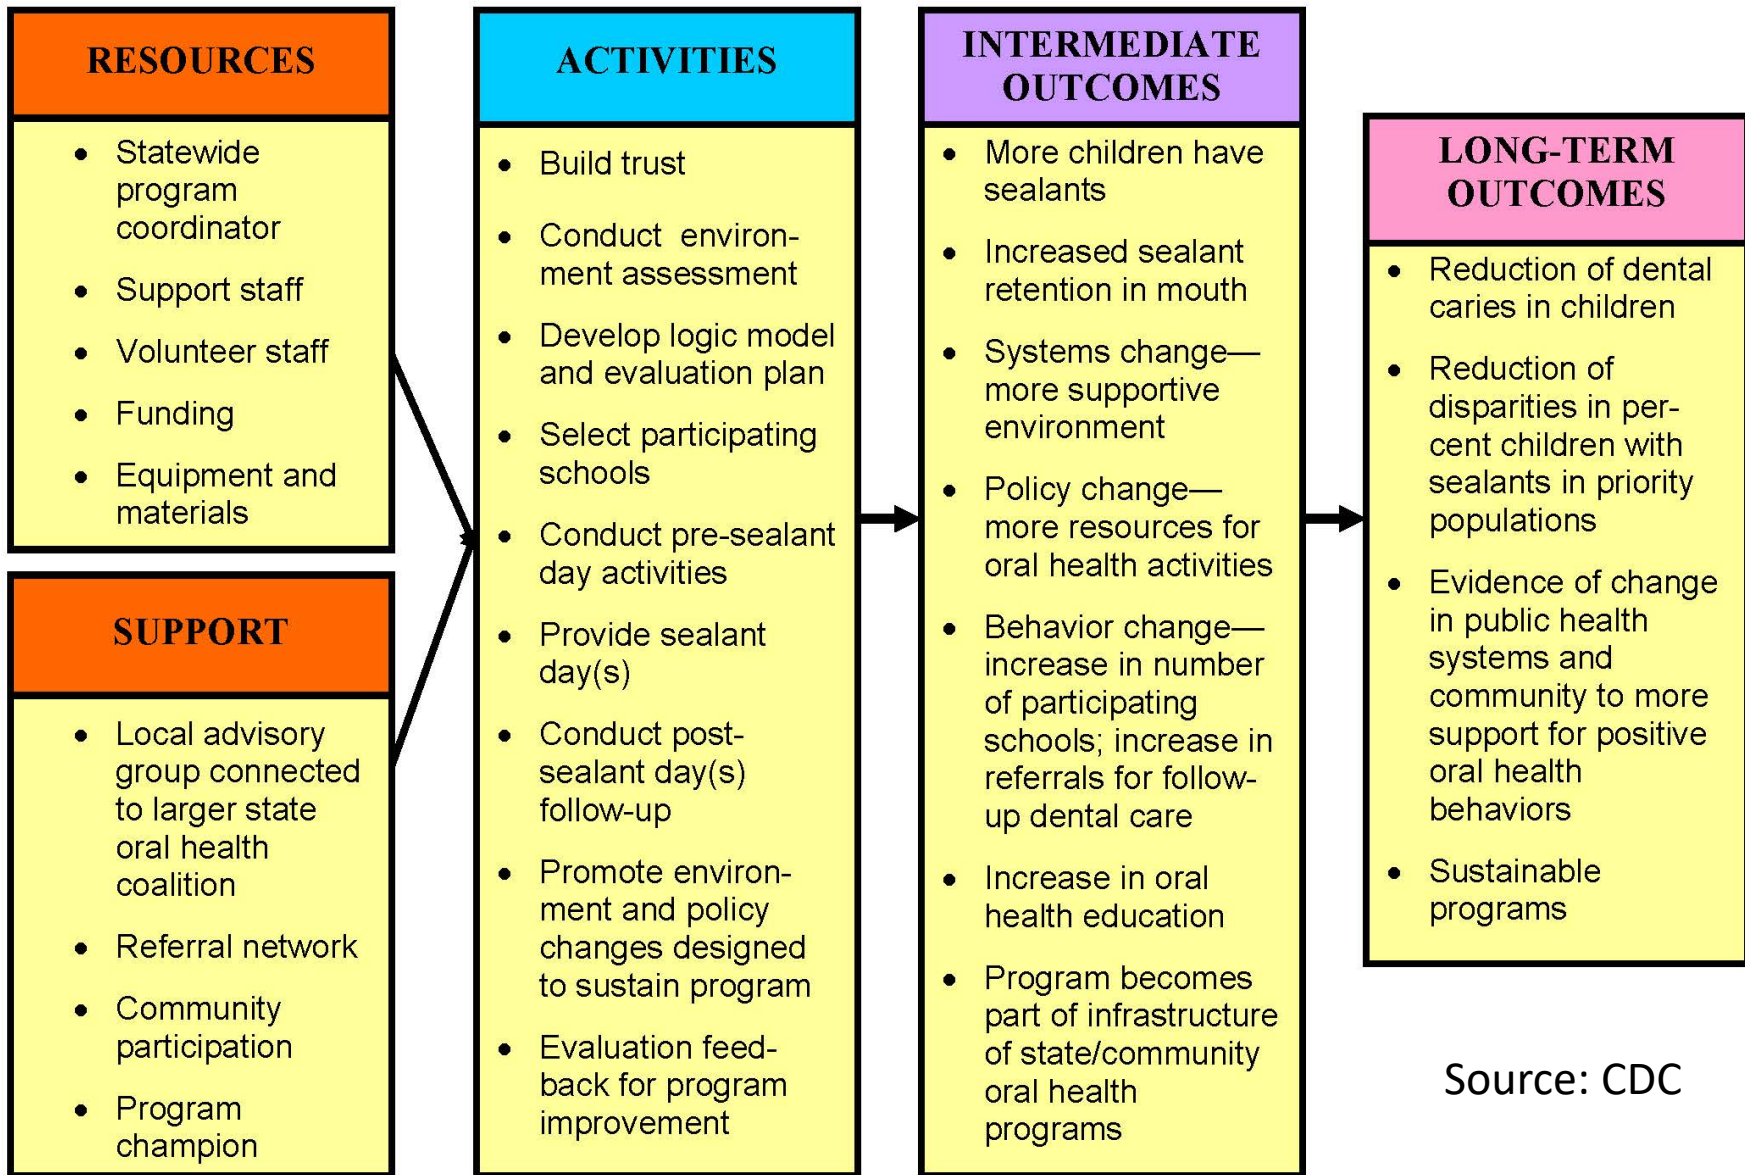 RESOURCES
• Statewide
program
coordinator
• Support staff
• Volunteer staff
• Funding
• Equipment and
materials
SUPPORT
• Local advisory
group connected
to larger state
oral health
coalition
• Referral network
• Community
participation
• Program
champion
ACTIVITIES
• Build trust
• Conduct environ-
ment assessment
• Develop logic model
and evaluation plan
• Select participating
schools
• Conduct pre-sealant
day activities
• Provide sealant
day(s)
• Conduct post-
sealant day(s)
follow-up
• Promote environ-
ment and policy
changes designed
to sustain program
• Evaluation feed-
back for program
improvement
INTERMEDIATE
OUTCOMES
• More children have
sealants
• Increased sealant
retention in mouth
• Systems change—
more supportive
environment
• Policy change—
more resources for
oral health activities
• Behavior change—
increase in number
of participating
schools; increase in
referrals for follow-
up dental care
• Increase in oral
health education
• Program becomes
part of infrastructure
of state/community
oral health
programs
LONG-TERM
OUTCOMES
• Reduction of dental
caries in children
• Reduction of
disparities in per-
cent children with
sealants in priority
populations
• Evidence of change
in public health
systems and
community to more
support for positive
oral health
behaviors
• Sustainable
programs
Source: CDC